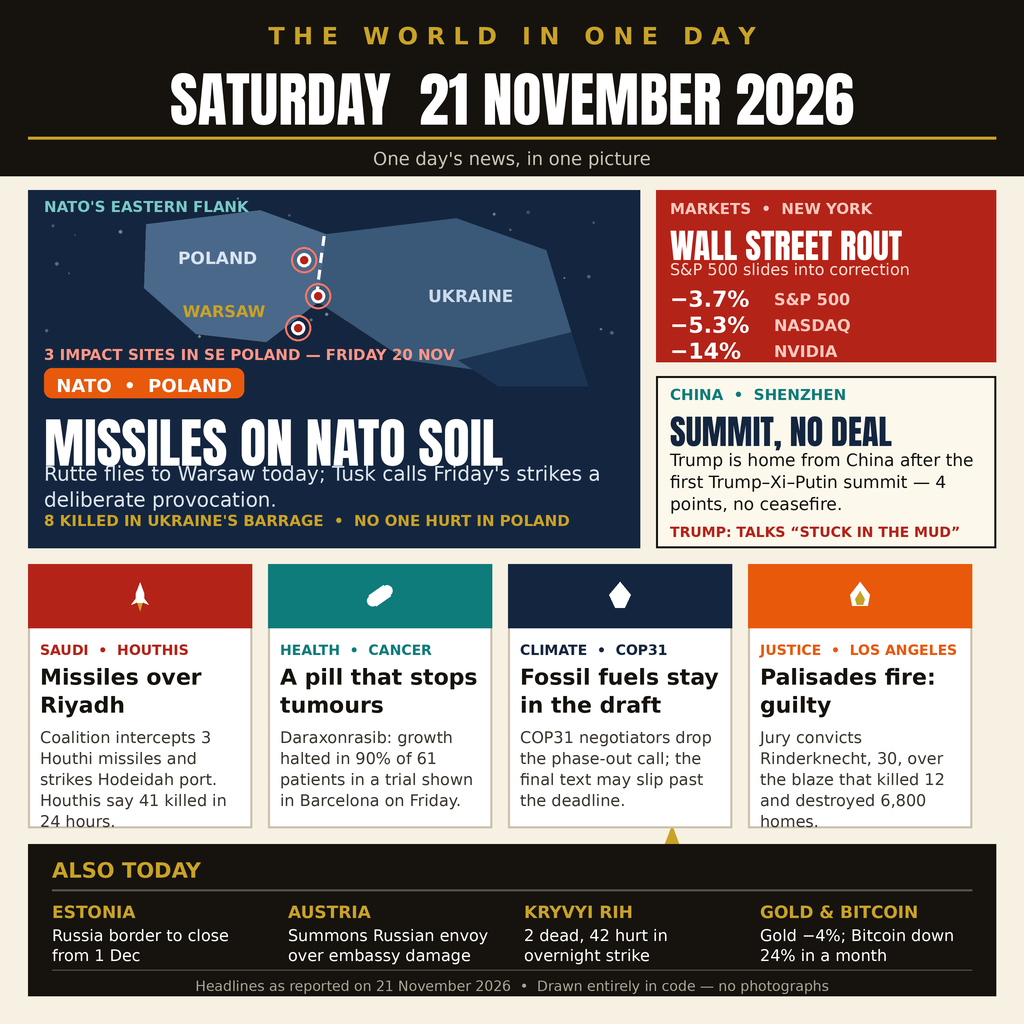 THE WORLD IN ONE DAY
SATURDAY 21 NOVEMBER 2026
One day's news, in one picture
NATO'S EASTERN FLANK
POLAND
WARSAW
UKRAINE
3 IMPACT SITES IN SE POLAND — FRIDAY 20 NOV
NATO • POLAND
MISSILES ON NATO SOIL
Rutte flies to Warsaw today; Tusk calls Friday's strikes a
deliberate provocation.
8 KILLED IN UKRAINE'S BARRAGE • NO ONE HURT IN POLAND
MARKETS • NEW YORK
WALL STREET ROUT
S&P 500 slides into correction
−3.7% S&P 500
−5.3% NASDAQ
−14% NVIDIA
CHINA • SHENZHEN
SUMMIT, NO DEAL
Trump is home from China after the
first Trump–Xi–Putin summit — 4
points, no ceasefire.
TRUMP: TALKS “STUCK IN THE MUD”
SAUDI • HOUTHIS
Missiles over
Riyadh
Coalition intercepts 3
Houthi missiles and
strikes Hodeidah port.
Houthis say 41 killed in
24 hours.
HEALTH • CANCER
A pill that stops
tumours
Daraxonrasib: growth
halted in 90% of 61
patients in a trial shown
in Barcelona on Friday.
CLIMATE • COP31
Fossil fuels stay
in the draft
COP31 negotiators drop
the phase-out call; the
final text may slip past
the deadline.
JUSTICE • LOS ANGELES
Palisades fire:
guilty
Jury convicts
Rinderknecht, 30, over
the blaze that killed 12
and destroyed 6,800
homes.
ALSO TODAY
ESTONIA
Russia border to close
from 1 Dec
AUSTRIA
Summons Russian envoy
over embassy damage
KRYVYI RIH
2 dead, 42 hurt in
overnight strike
GOLD & BITCOIN
Gold −4%; Bitcoin down
24% in a month
Headlines as reported on 21 November 2026 • Drawn entirely in code — no photographs